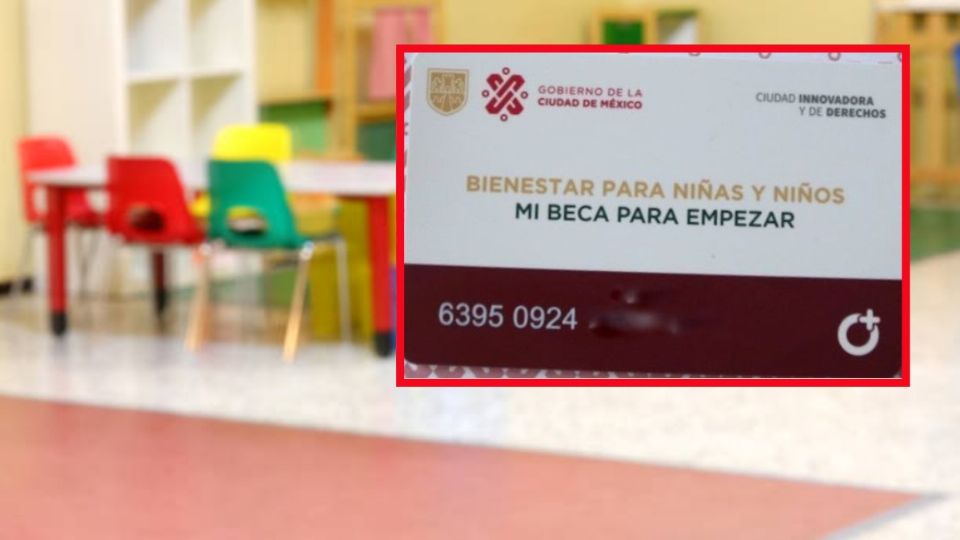 GOBIERNO DE LA
CIUDAD DE MÉXICO
CIUDAD INNOVADORA
Y DE DERECHOS
BIENESTAR PARA NIÑAS Y NIÑOS
MI BECA PARA EMPEZAR
6395 0924